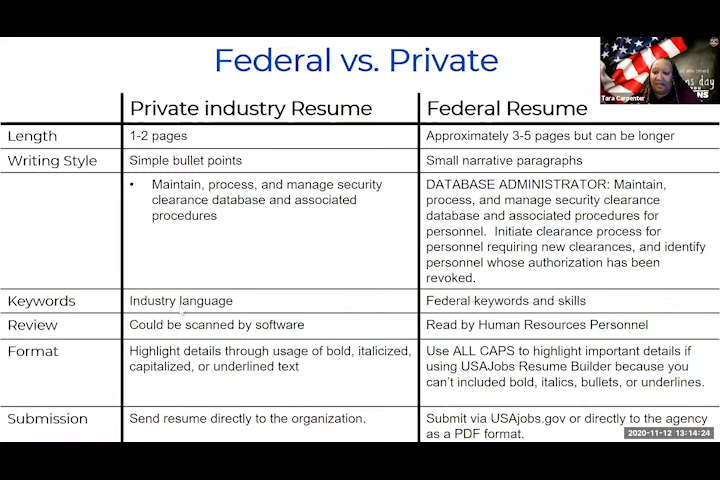 Federal vs. Private
Tara Carpenter
Private industry Resume
Federal Resume
Length
1-2 pages
Approximately 3-5 pages but can be longer
Writing Style
Simple bullet points
Small narrative paragraphs
• Maintain, process, and manage security
clearance database and associated
procedures
DATABASE ADMINISTRATOR: Maintain,
process, and manage security clearance
database and associated procedures for
personnel. Initiate clearance process for
personnel requiring new clearances, and identify
personnel whose authorization has been
revoked.
Keywords
Industry language
Federal keywords and skills
Review
Could be scanned by software
Read by Human Resources Personnel
Format
Highlight details through usage of bold, italicized,
capitalized, or underlined text
Use ALL CAPS to highlight important details if
using USAJobs Resume Builder because you
can't included bold, italics, bullets, or underlines.
Submission
Send resume directly to the organization.
Submit via USAjobs.gov or directly to the agency
as a PDF format.
2020-11-12 13:14:24